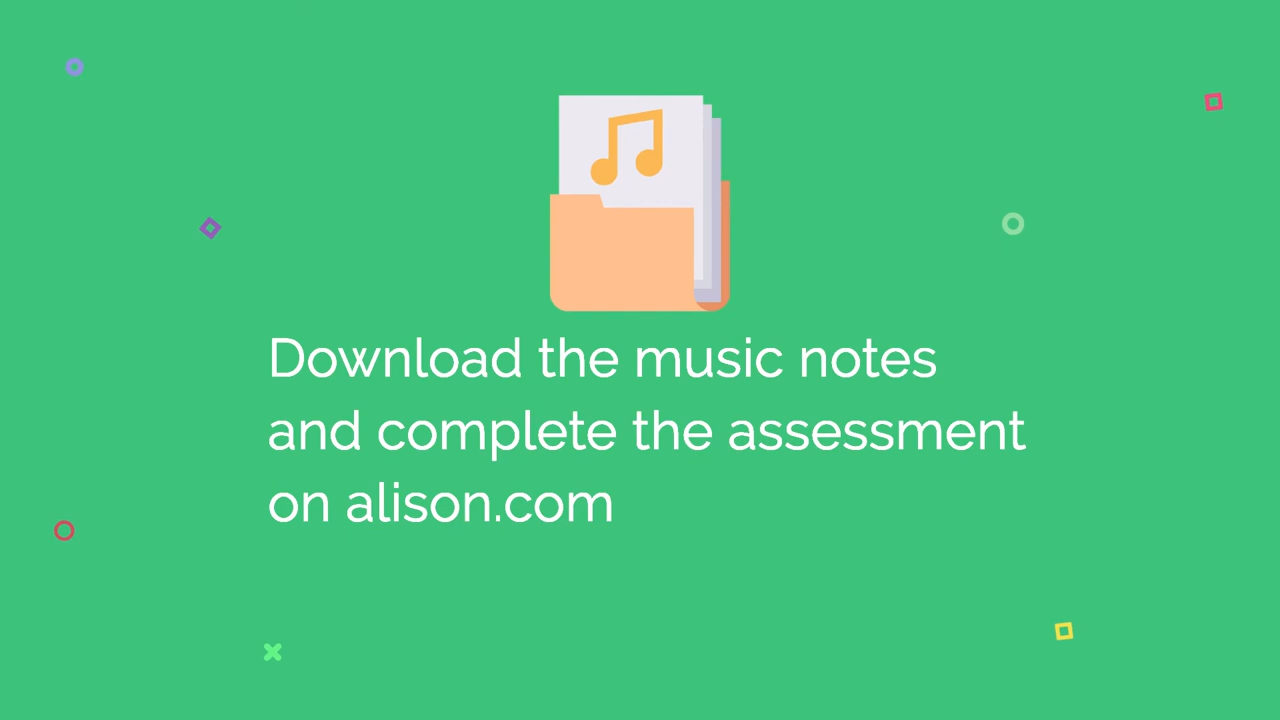 Download the music notes
and complete the assessment
on alison.com